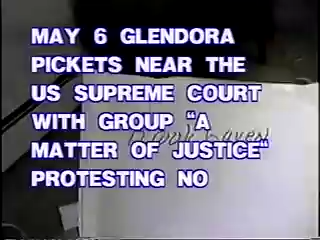 MAY 6 GLENDORA
PICKETS NEAR THE
US SUPREME COURT
WITH GROUP "A
MATTER OF JUSTICE"
PROTESTING NO